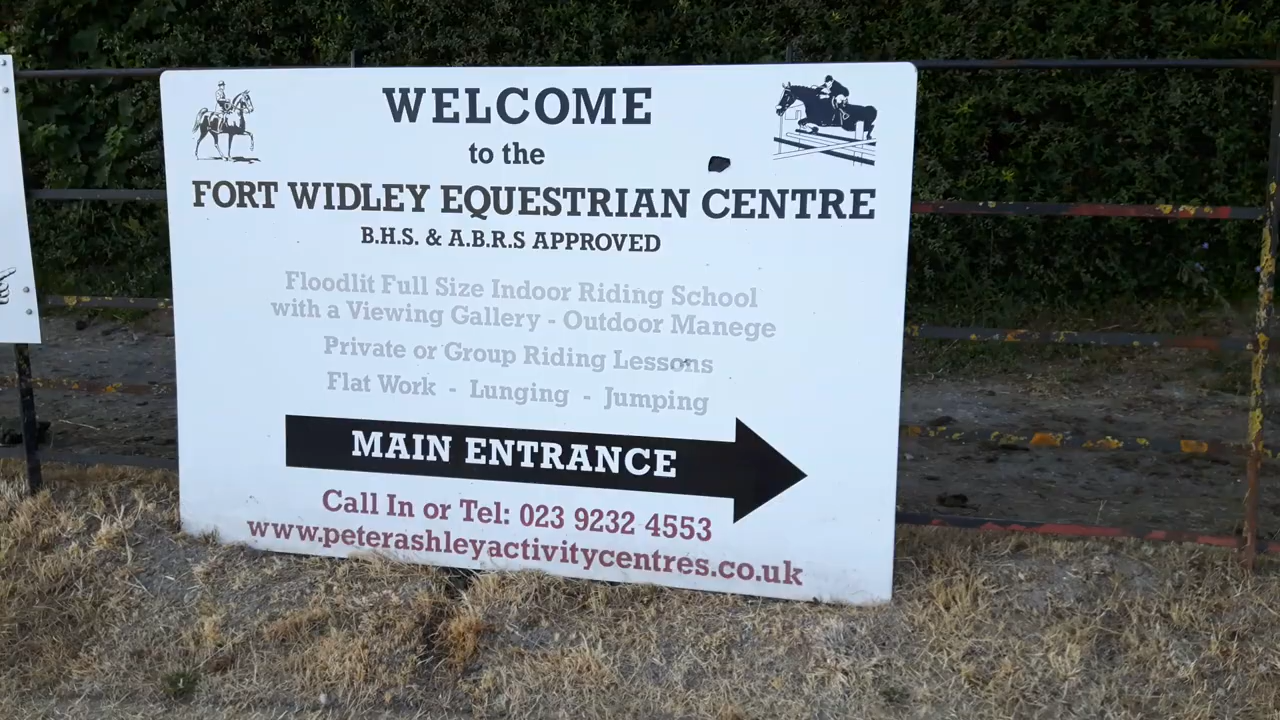 WELCOME
to the
FORT WIDLEY EQUESTRIAN CENTRE
B.H.S. & A.B.R.S APPROVED
Floodlit Full Size Indoor Riding School
with a Viewing Gallery - Outdoor Manege
Private or Group Riding Lessons
Flat Work - Lunging - Jumping
MAIN ENTRANCE
Call In or Tel: 023 9232 4553
www.peterashleyactivitycentres.co.uk